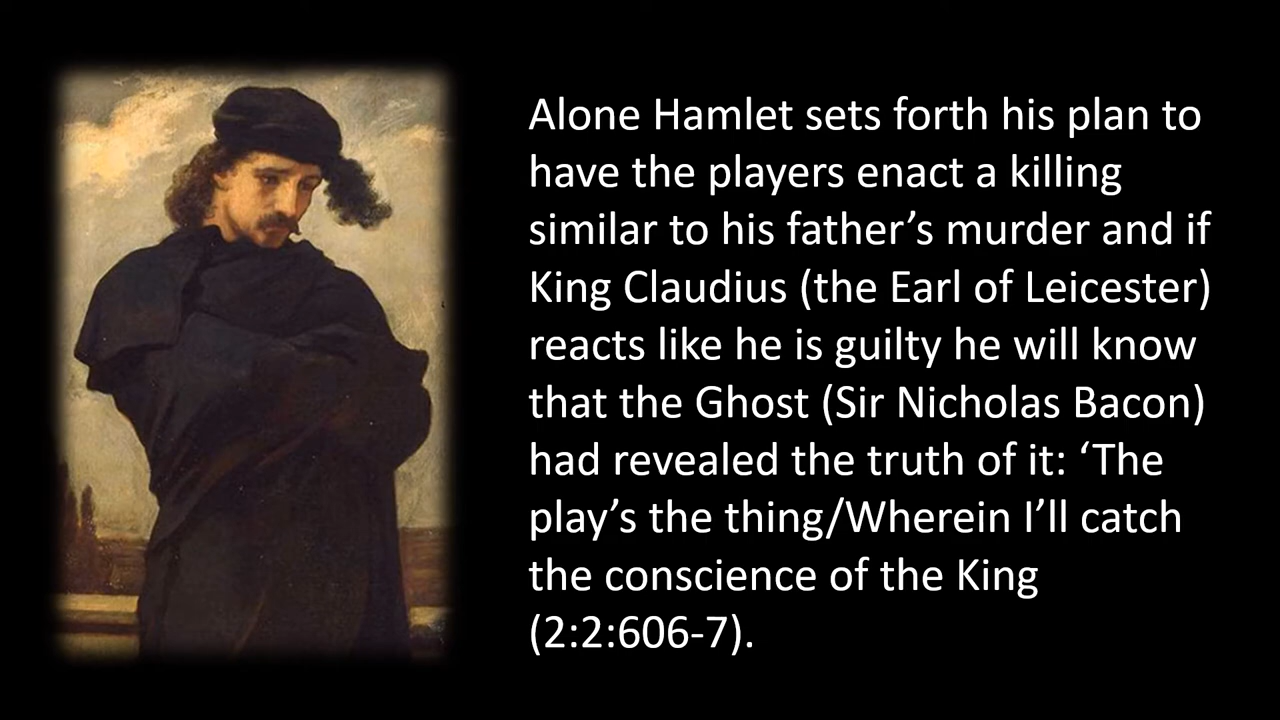 Alone Hamlet sets forth his plan to
have the players enact a killing
similar to his father’s murder and if
King Claudius (the Earl of Leicester)
reacts like he is guilty he will know
that the Ghost (Sir Nicholas Bacon)
had revealed the truth of it: ‘The
play’s the thing/Wherein I’ll catch
the conscience of the King
(2:2:606-7).